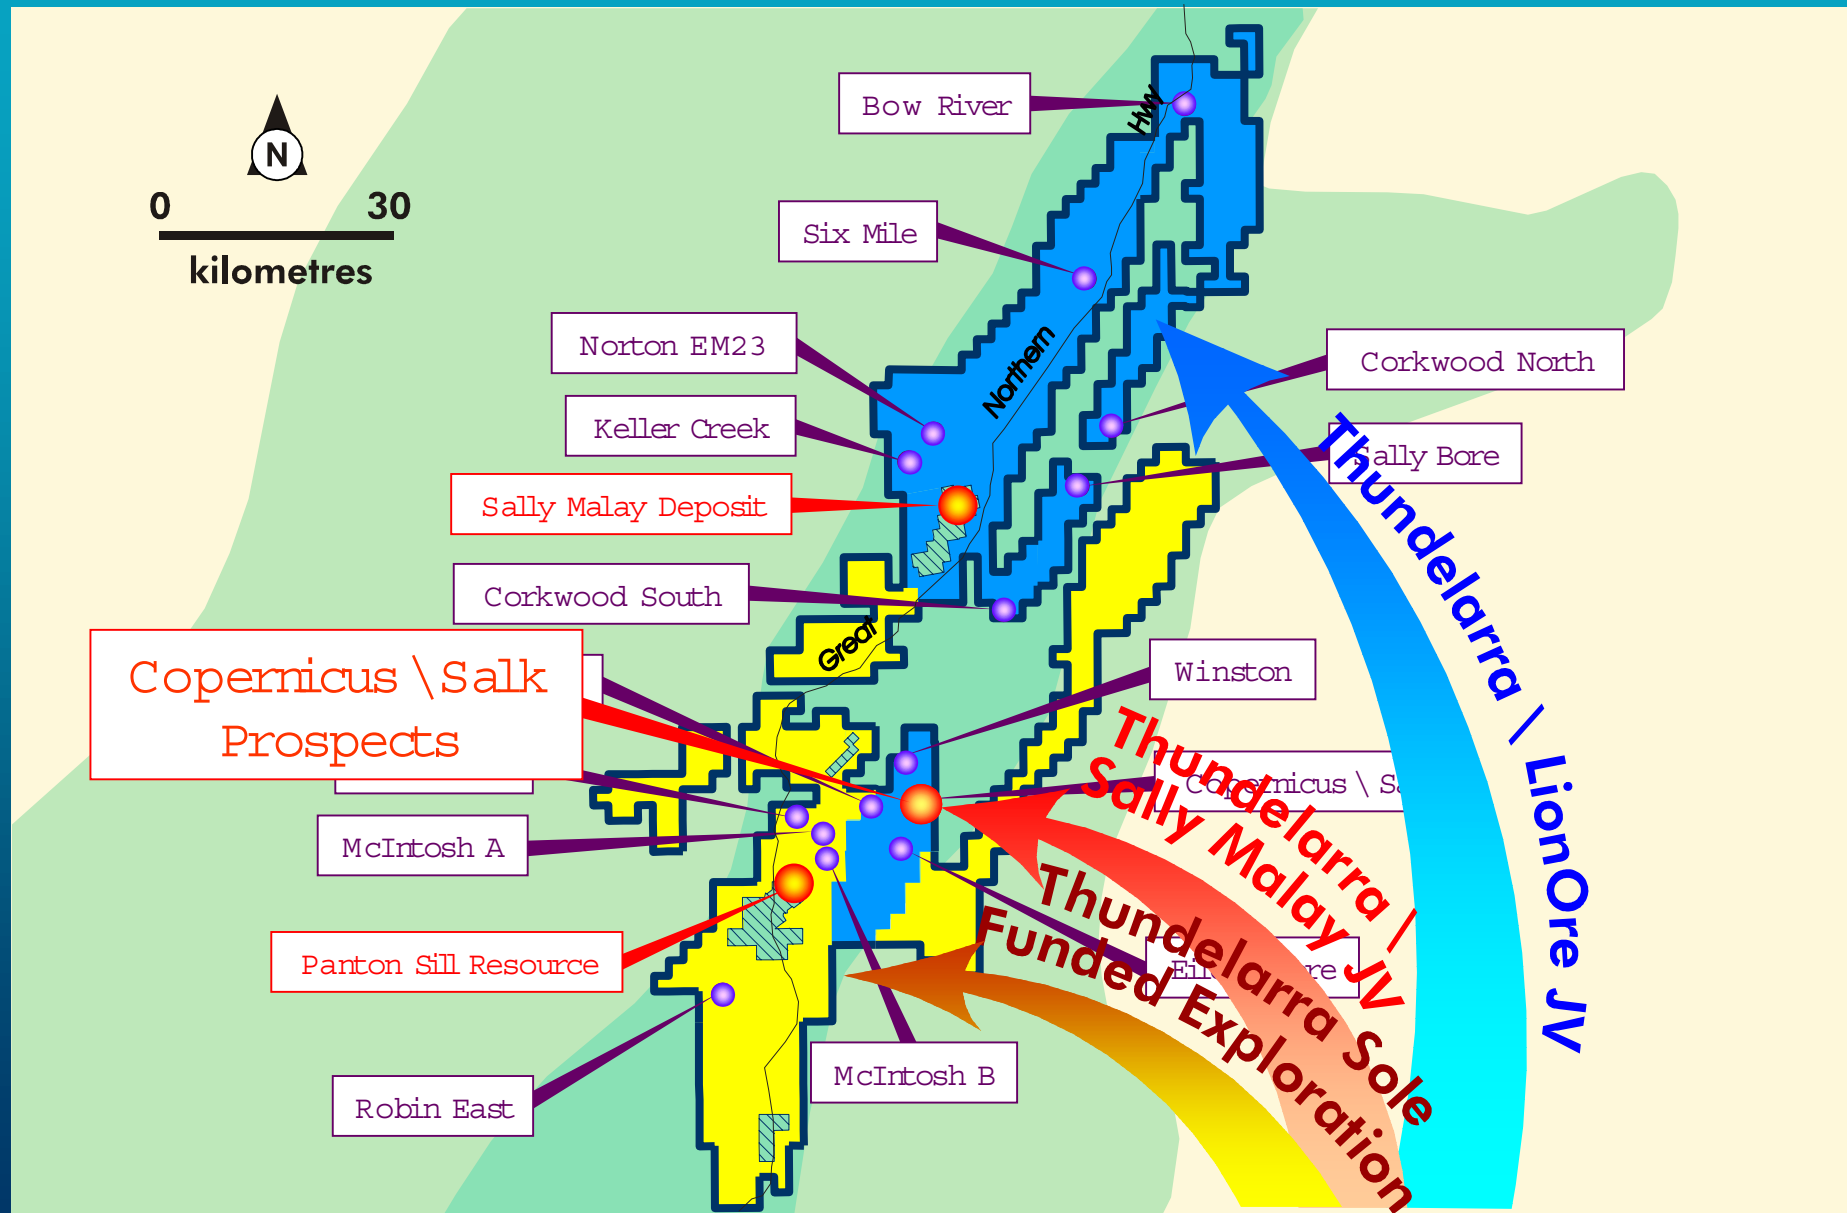 Bow River
Hwy
N
0 30
kilometres
Six Mile
Norton EM23
Northern
Corkwood North
Keller Creek
Sally Bore
Sally Malay Deposit
Corkwood South
Great
Copernicus \ Salk
Prospects
Winston
Copernicus \
McIntosh A
Panton Sill Resource
McIntosh B
Robin East
Thundelarra \ LionOre JV
Thundelarra \
Sally Malay JV
Thundelarra Sole
Funded Exploration